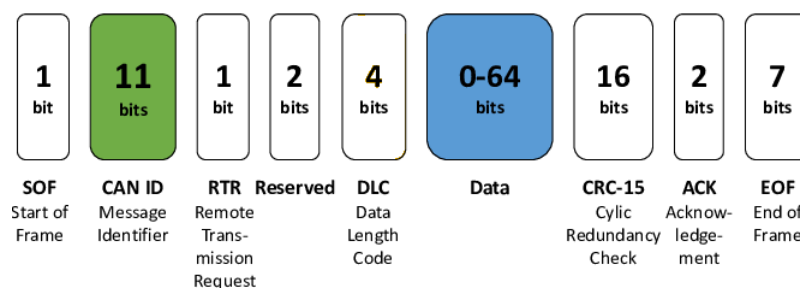 1 11 1 2 4 0-64 16 2 7
bit bits bit bits bits bits bits bits bits
SOF CAN ID RTR Reserved DLC Data CRC-15 ACK EOF
Start of Message Remote Data Cylic Acknow- End of
Frame Identifier Trans- Length Redundancy ledge- Frame
mission Code Check ment
Request